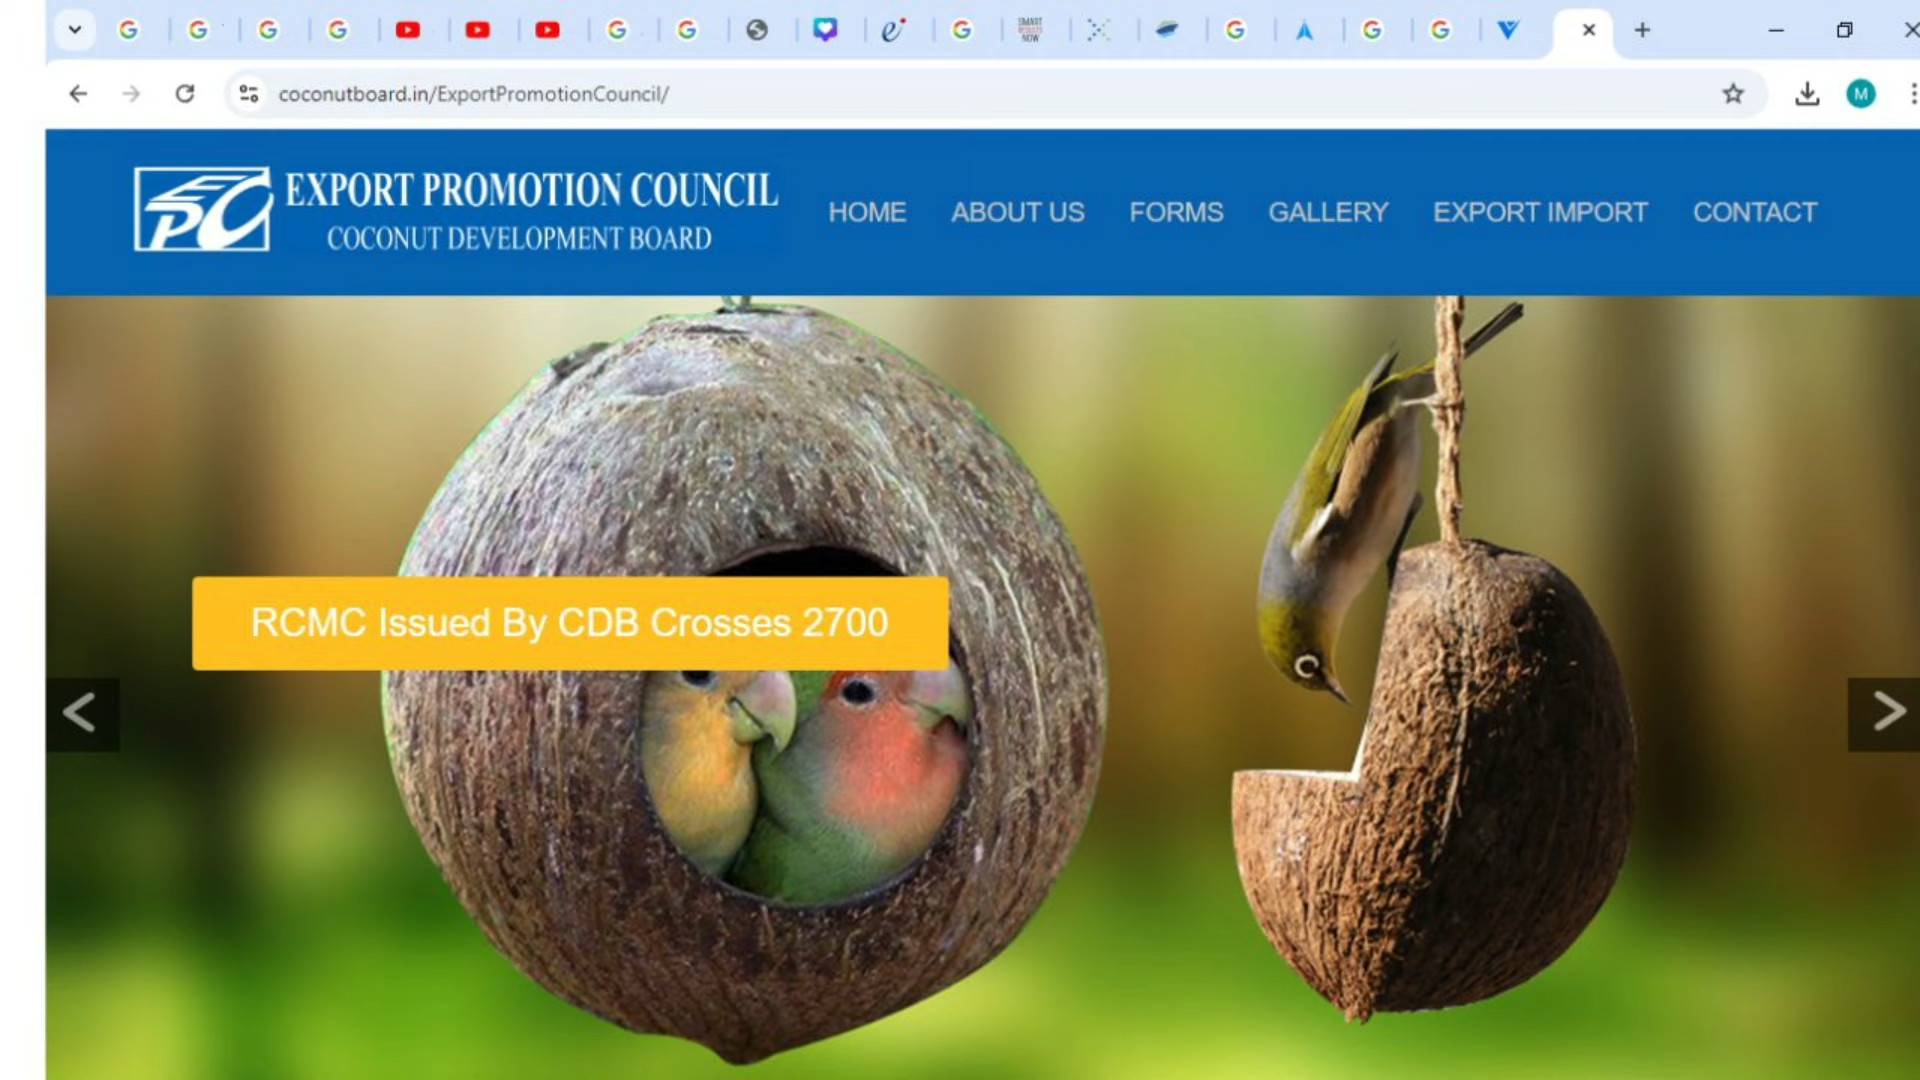 coconutboard.in/ExportPromotionCouncil/
M
EPC
EXPORT PROMOTION COUNCIL
COCONUT DEVELOPMENT BOARD
HOME
ABOUT US
FORMS
GALLERY
EXPORT IMPORT
CONTACT
RCMC Issued By CDB Crosses 2700